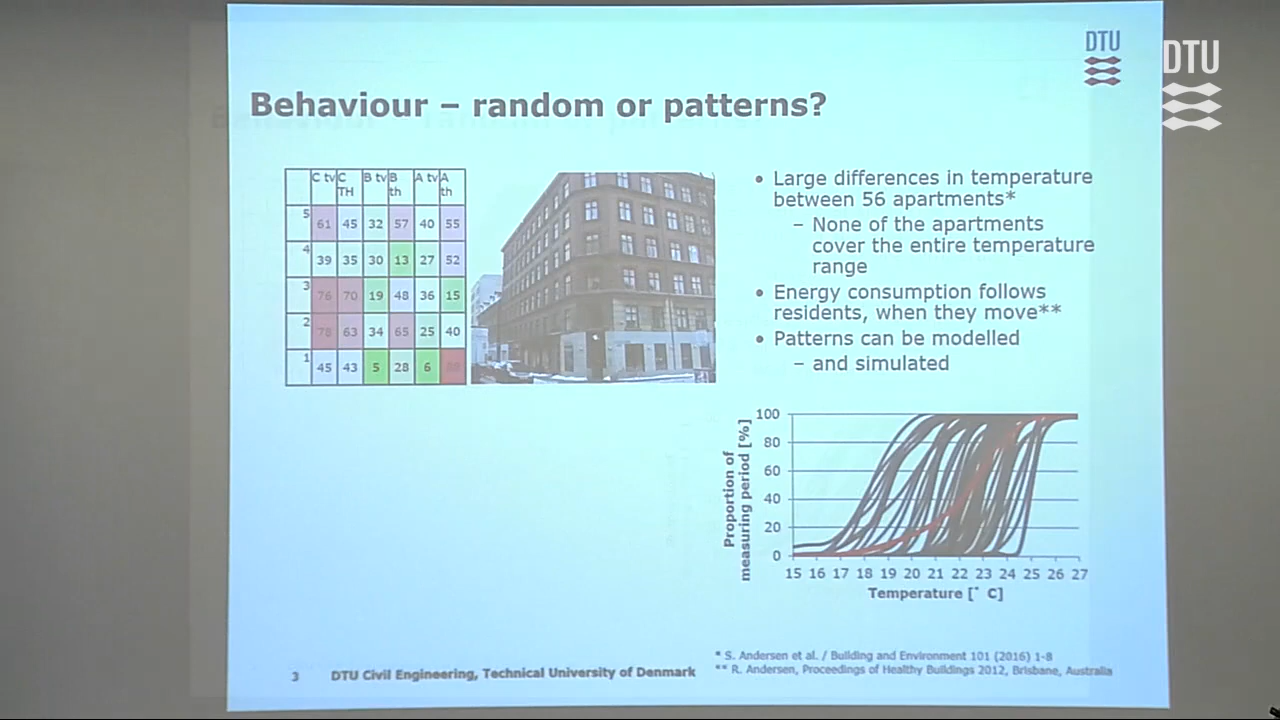 DTU
DTU
Behaviour – random or patterns?
C tv C TH B tv B th A tv A th
5 61 45 32 57 40 55
4 39 35 30 13 27 52
3 76 70 19 48 36 15
2 78 63 34 65 25 40
1 45 43 5 28 6
• Large differences in temperature
between 56 apartments*
– None of the apartments
cover the entire temperature
range
• Energy consumption follows
residents, when they move**
• Patterns can be modelled
– and simulated
Proportion of
measuring period [%]
100
80
60
40
20
0
15 16 17 18 19 20 21 22 23 24 25 26 27
Temperature [° C]
* S. Andersen et al. / Building and Environment 101 (2016) 1-8
** R. Andersen, Proceedings of Healthy Buildings 2012, Brisbane, Australia
3 DTU Civil Engineering, Technical University of Denmark